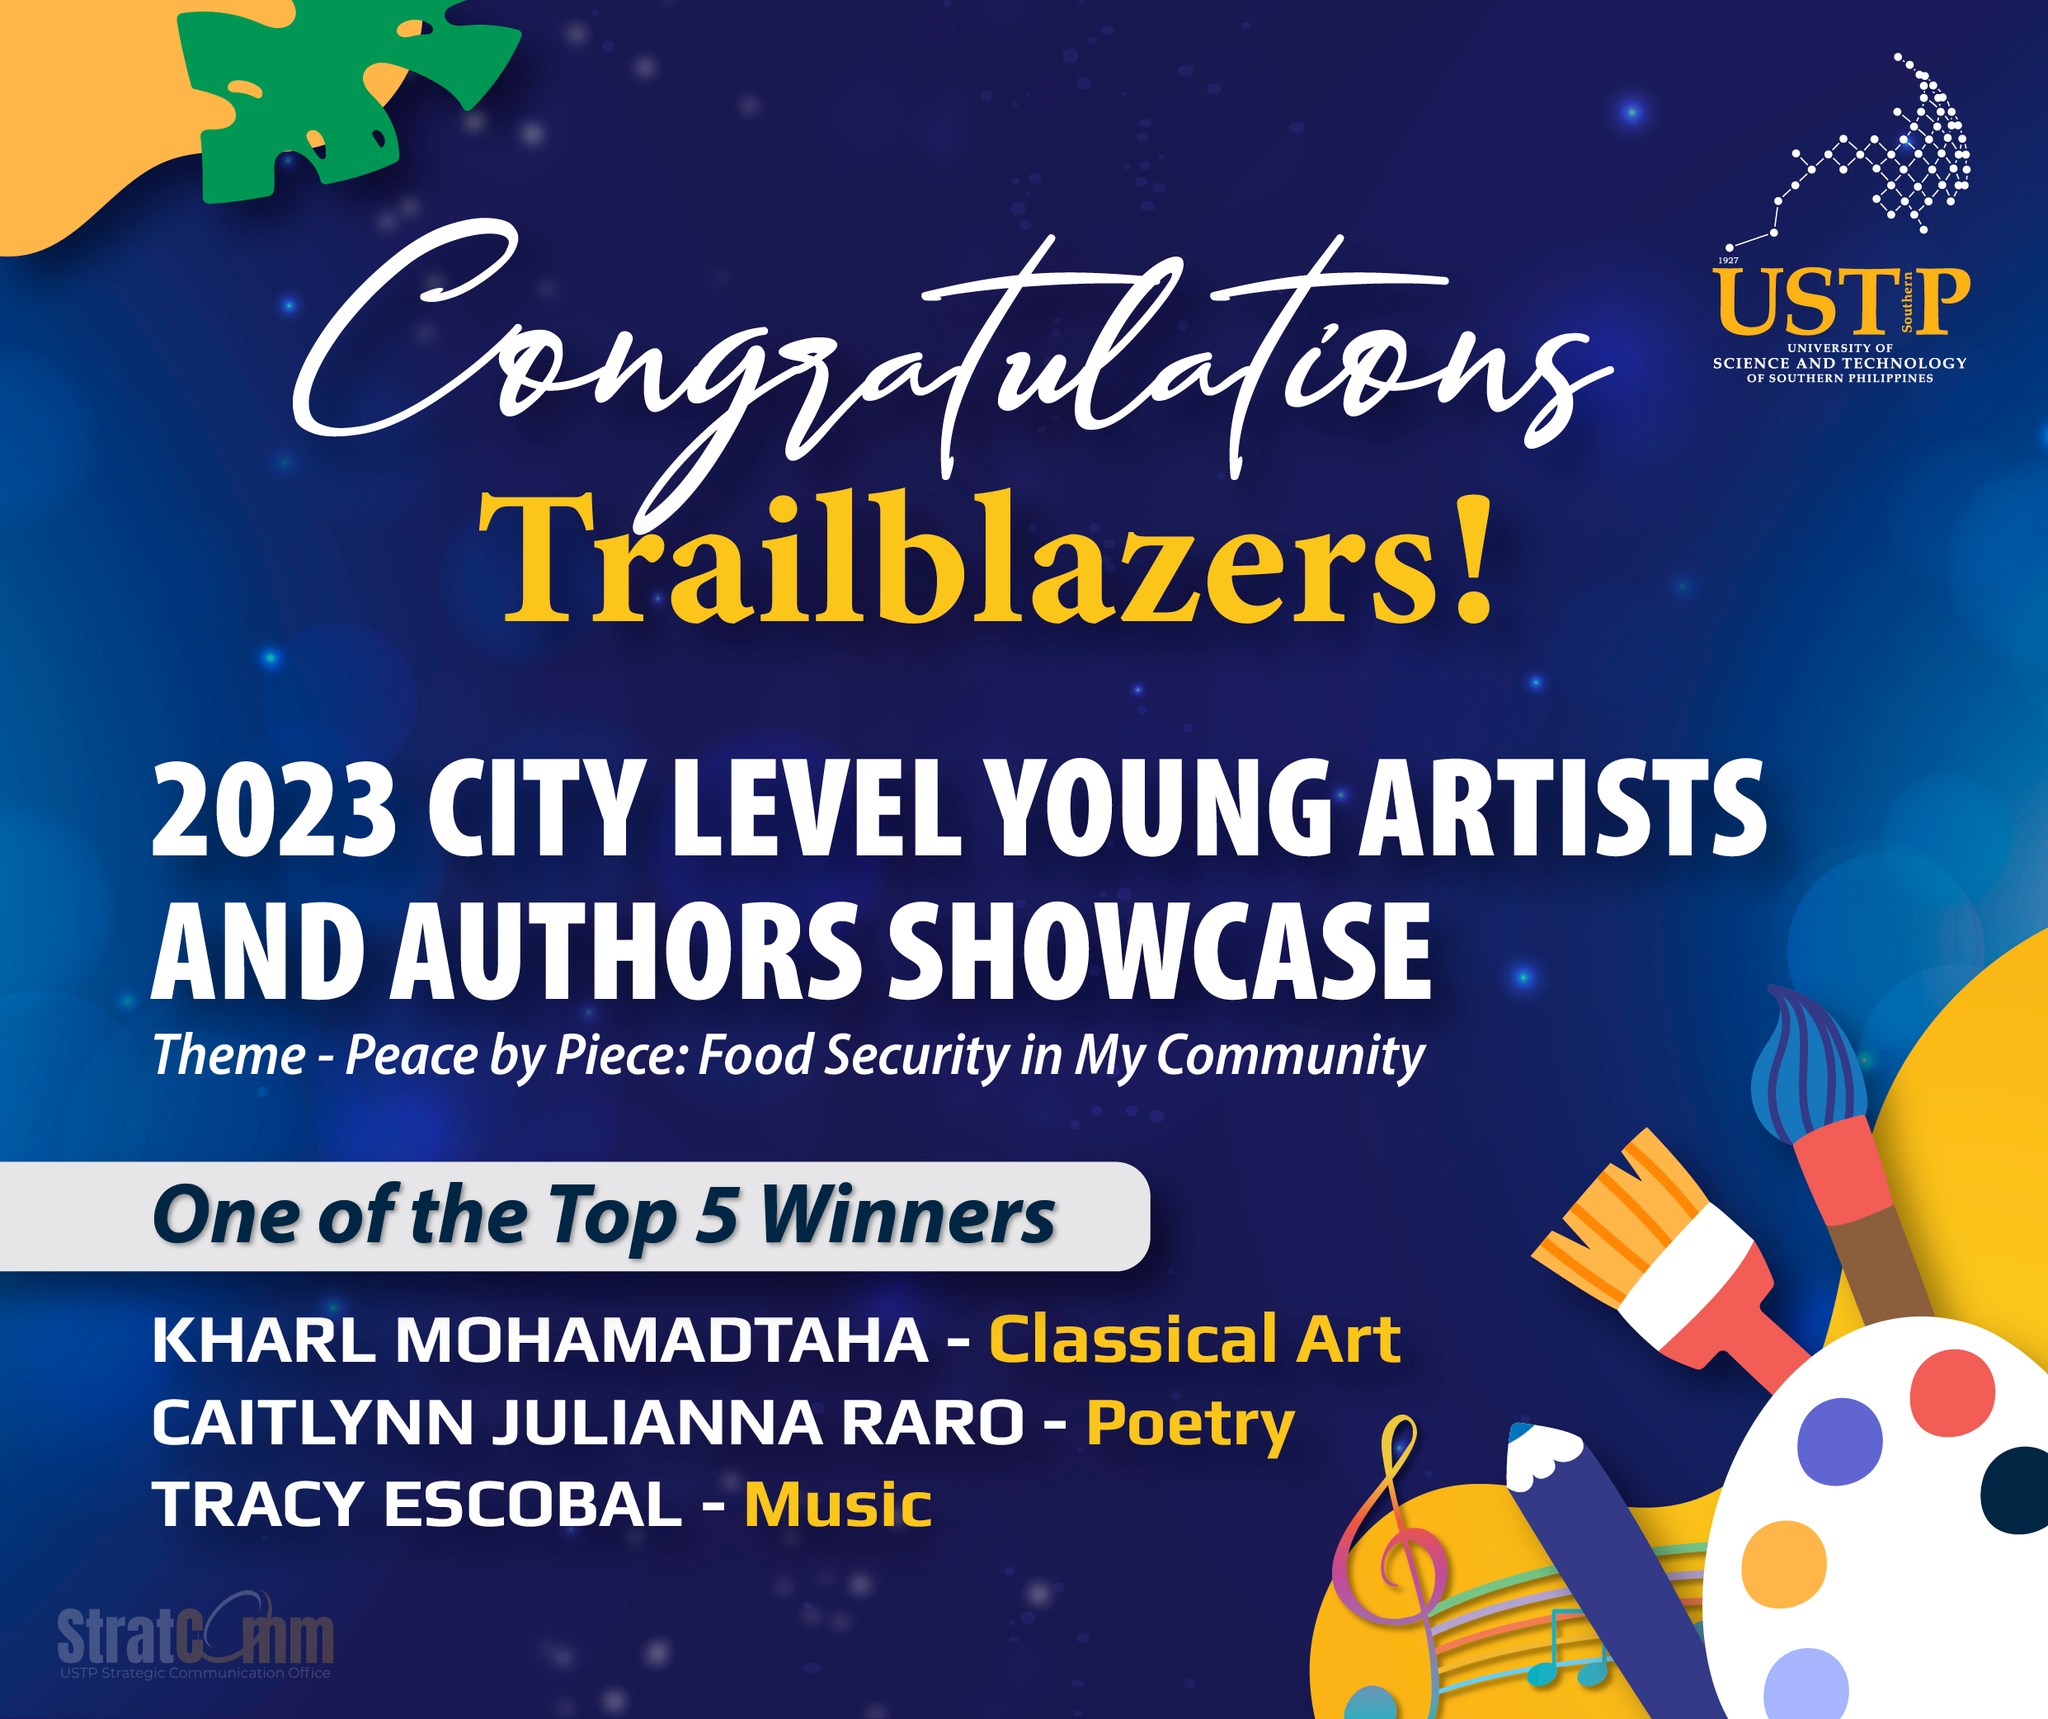 Congratulations
Trailblazers!
1927
USTP
Southern
UNIVERSITY OF
SCIENCE AND TECHNOLOGY
OF SOUTHERN PHILIPPINES
2023 CITY LEVEL YOUNG ARTISTS
AND AUTHORS SHOWCASE
Theme - Peace by Piece: Food Security in My Community
One of the Top 5 Winners
KHARL MOHAMADTAHA - Classical Art
CAITLYNN JULIANNA RARO - Poetry
TRACY ESCOBAL - Music
StratComm
USTP Strategic Communication Office